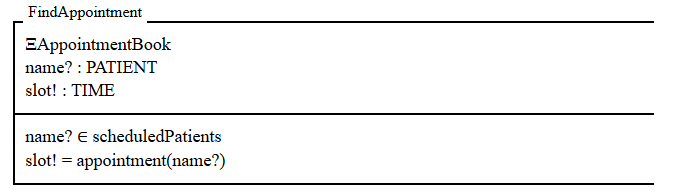 FindAppointment
ΞAppointmentBook
name? : PATIENT
slot! : TIME
name? ∈ scheduledPatients
slot! = appointment(name?)